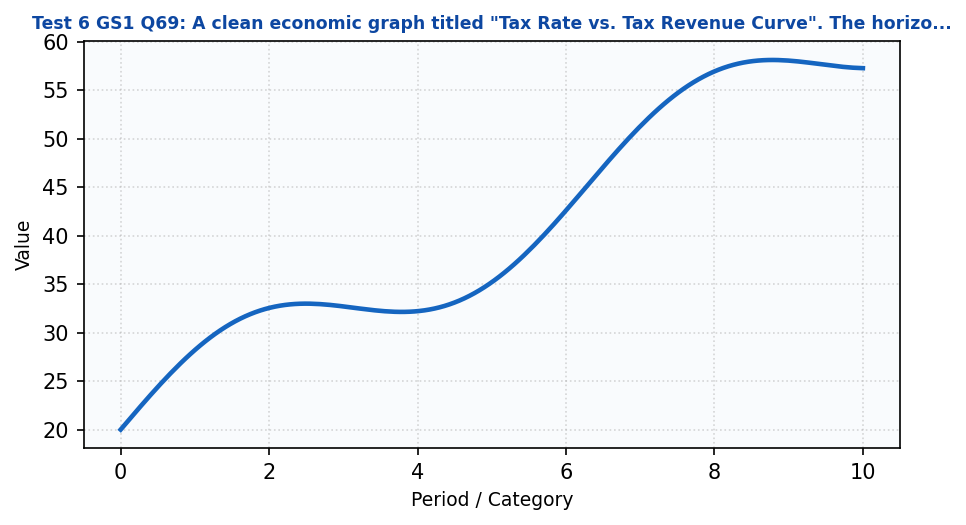 Test 6 GS1 Q69: A clean economic graph titled "Tax Rate vs. Tax Revenue Curve". The horizo...
60
55
50
45
40
35
30
25
20
Value
0 2 4 6 8 10
Period / Category